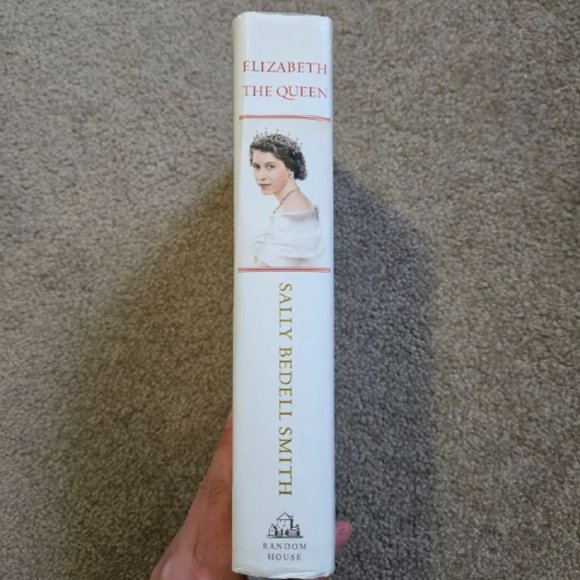 ELIZABETH
THE QUEEN
SALLY BEDELL SMITH
RANDOM
HOUSE